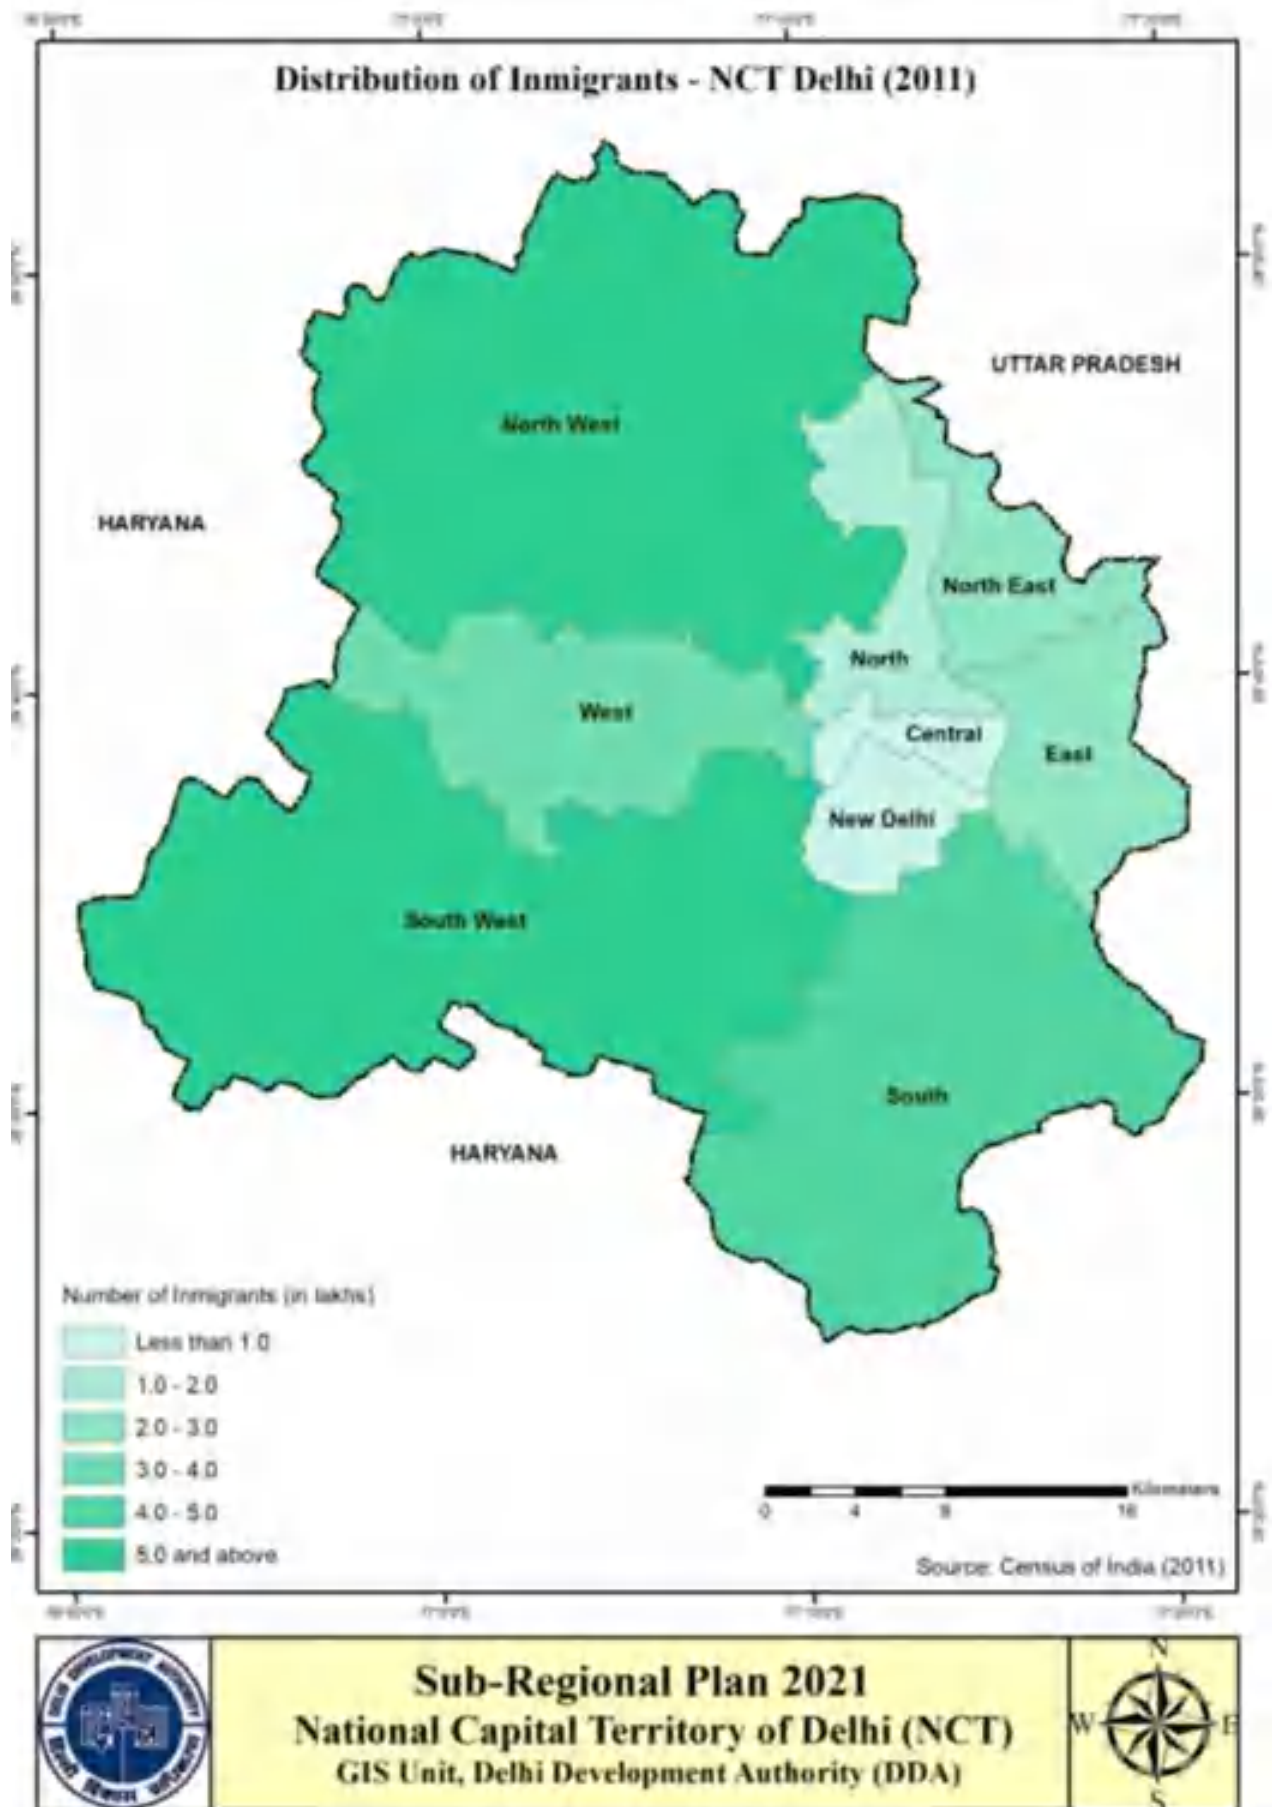 Distribution of Inmigrants - NCT Delhi (2011)
UTTAR PRADESH
North West
HARYANA
North East
North
West
Central
East
New Delhi
South West
South
HARYANA
Number of Inmigrants (in lakhs)
Less than 1.0
1.0 - 2.0
2.0 - 3.0
3.0 - 4.0
4.0 - 5.0
5.0 and above
Kilometers
0 4 8 16
Source: Census of India (2011)
DELHI DEVELOPMENT AUTHORITY
Sub-Regional Plan 2021
National Capital Territory of Delhi (NCT)
GIS Unit, Delhi Development Authority (DDA)
N
W E
S